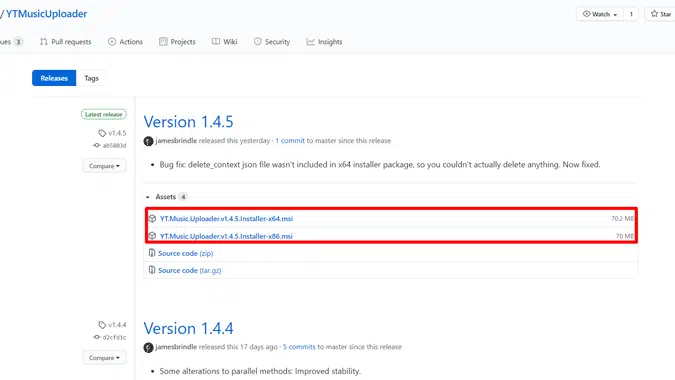 / YTMusicUploader
Watch 1 Star
ues 3 Pull requests Actions Projects Wiki Security Insights
Releases Tags
Latest release
v1.4.5
ab5003d
Compare
Version 1.4.5
jamesbrindle released this yesterday · 1 commit to master since this release
• Bug fix: delete_context json file wasn't included in x64 installer package, so you couldn't actually delete anything. Now fixed.
Assets 4
YT.Music.Uploader.v1.4.5.Installer-x64.msi 70.2 MB
YT.Music.Uploader.v1.4.5.Installer-x86.msi 70 MB
Source code (zip)
Source code (tar.gz)
v1.4.4
d2cfd1c
Compare
Version 1.4.4
jamesbrindle released this 17 days ago · 5 commits to master since this release
• Some alterations to parallel methods: Improved stability.